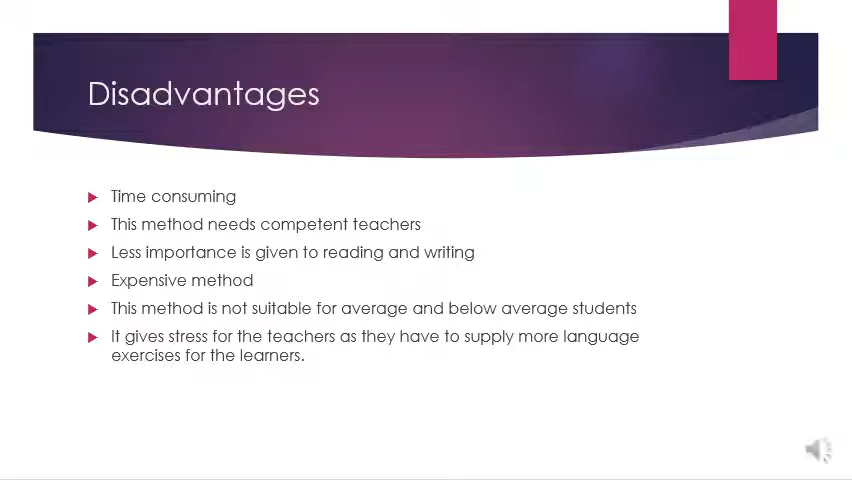 Disadvantages
Time consuming
This method needs competent teachers
Less importance is given to reading and writing
Expensive method
This method is not suitable for average and below average students
It gives stress for the teachers as they have to supply more language
exercises for the learners.